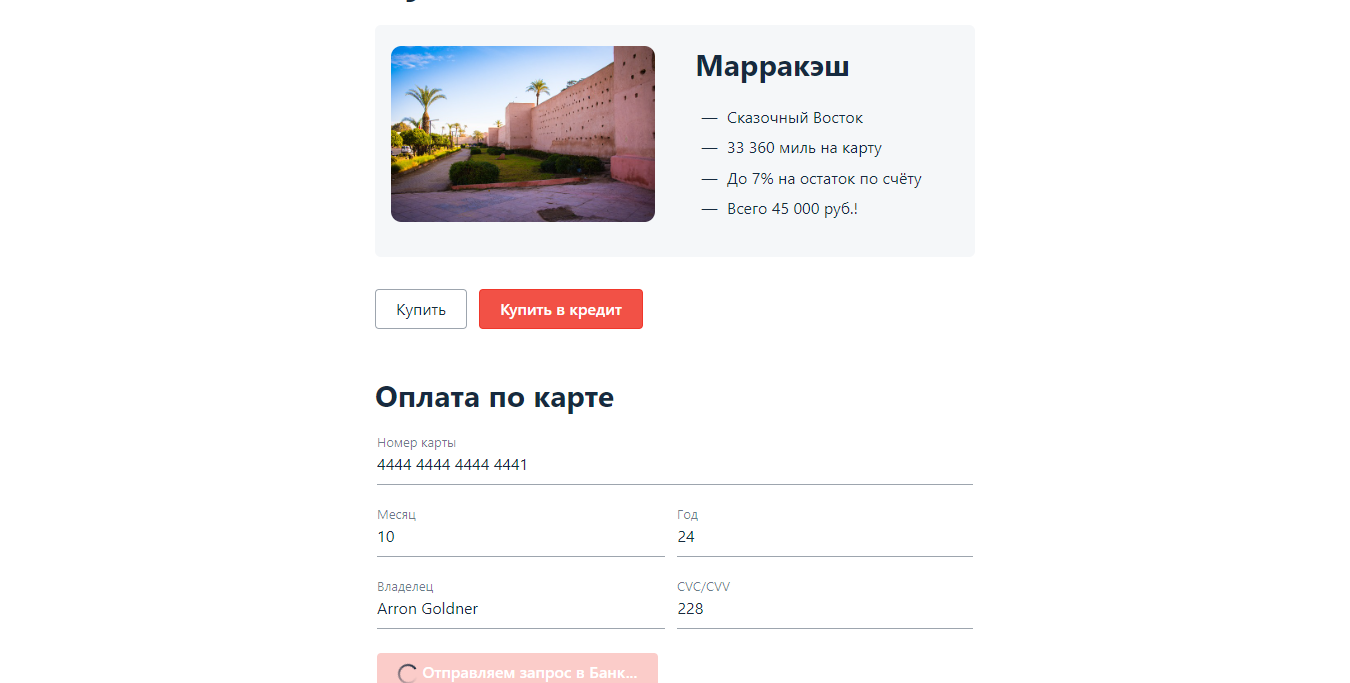 Марракэш
— Сказочный Восток
— 33 360 миль на карту
— До 7% на остаток по счёту
— Всего 45 000 руб.!
Купить
Купить в кредит
Оплата по карте
Номер карты
4444 4444 4444 4441
Месяц
Год
10
24
Владелец
CVC/CVV
Arron Goldner
228
Отправляем запрос в Банк...